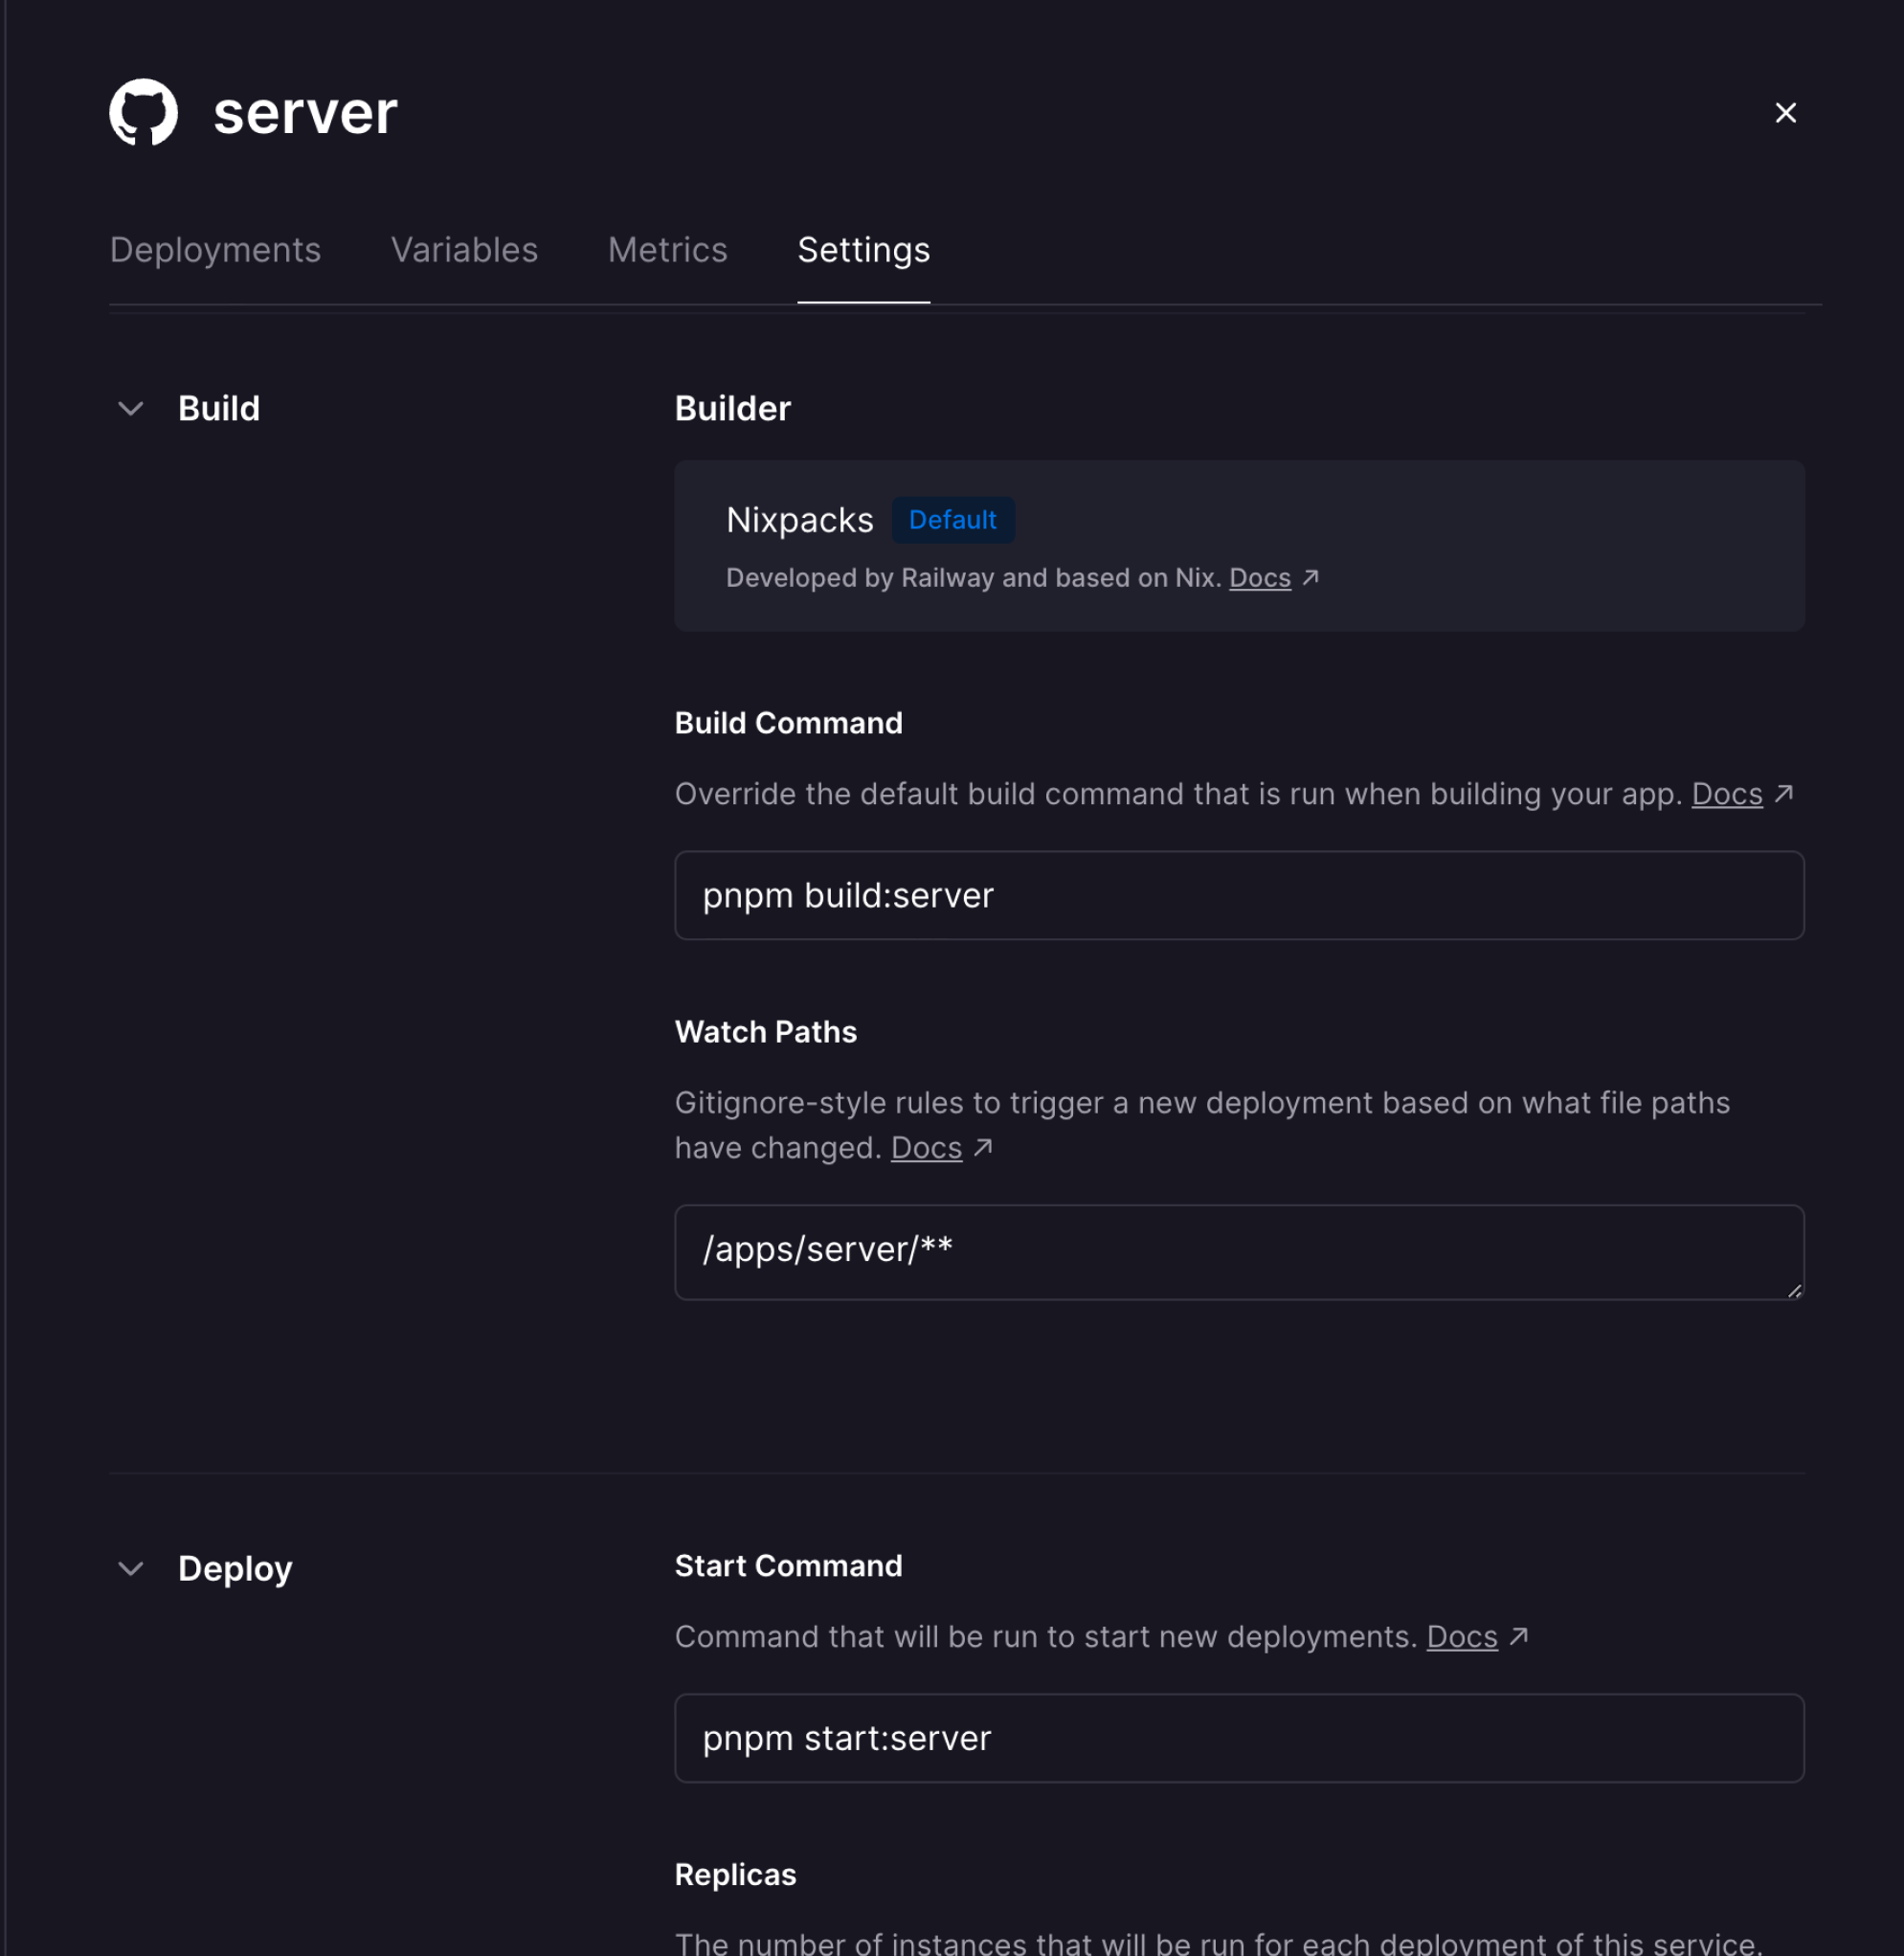 server
Deployments Variables Metrics Settings
Build
Builder
Nixpacks Default
Developed by Railway and based on Nix. Docs ↗
Build Command
Override the default build command that is run when building your app. Docs ↗
pnpm build:server
Watch Paths
Gitignore-style rules to trigger a new deployment based on what file paths
have changed. Docs ↗
/apps/server/**
Deploy
Start Command
Command that will be run to start new deployments. Docs ↗
pnpm start:server
Replicas
The number of instances that will be run for each deployment of this service.